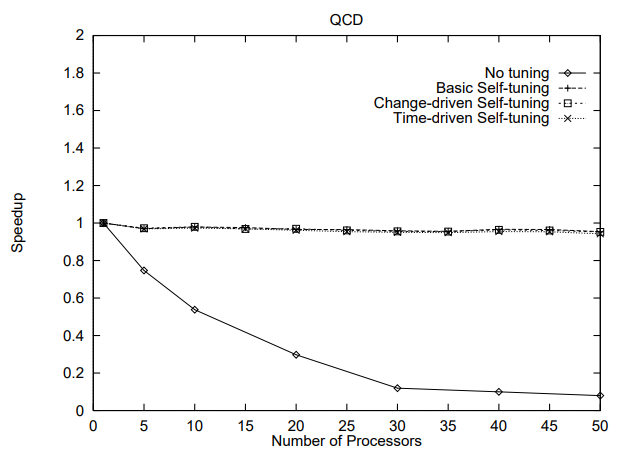 QCD
2
1.8
1.6
1.4
1.2
1
0.8
0.6
0.4
0.2
0
Speedup
No tuning
Basic Self-tuning
Change-driven Self-tuning
Time-driven Self-tuning
0 5 10 15 20 25 30 35 40 45 50
Number of Processors